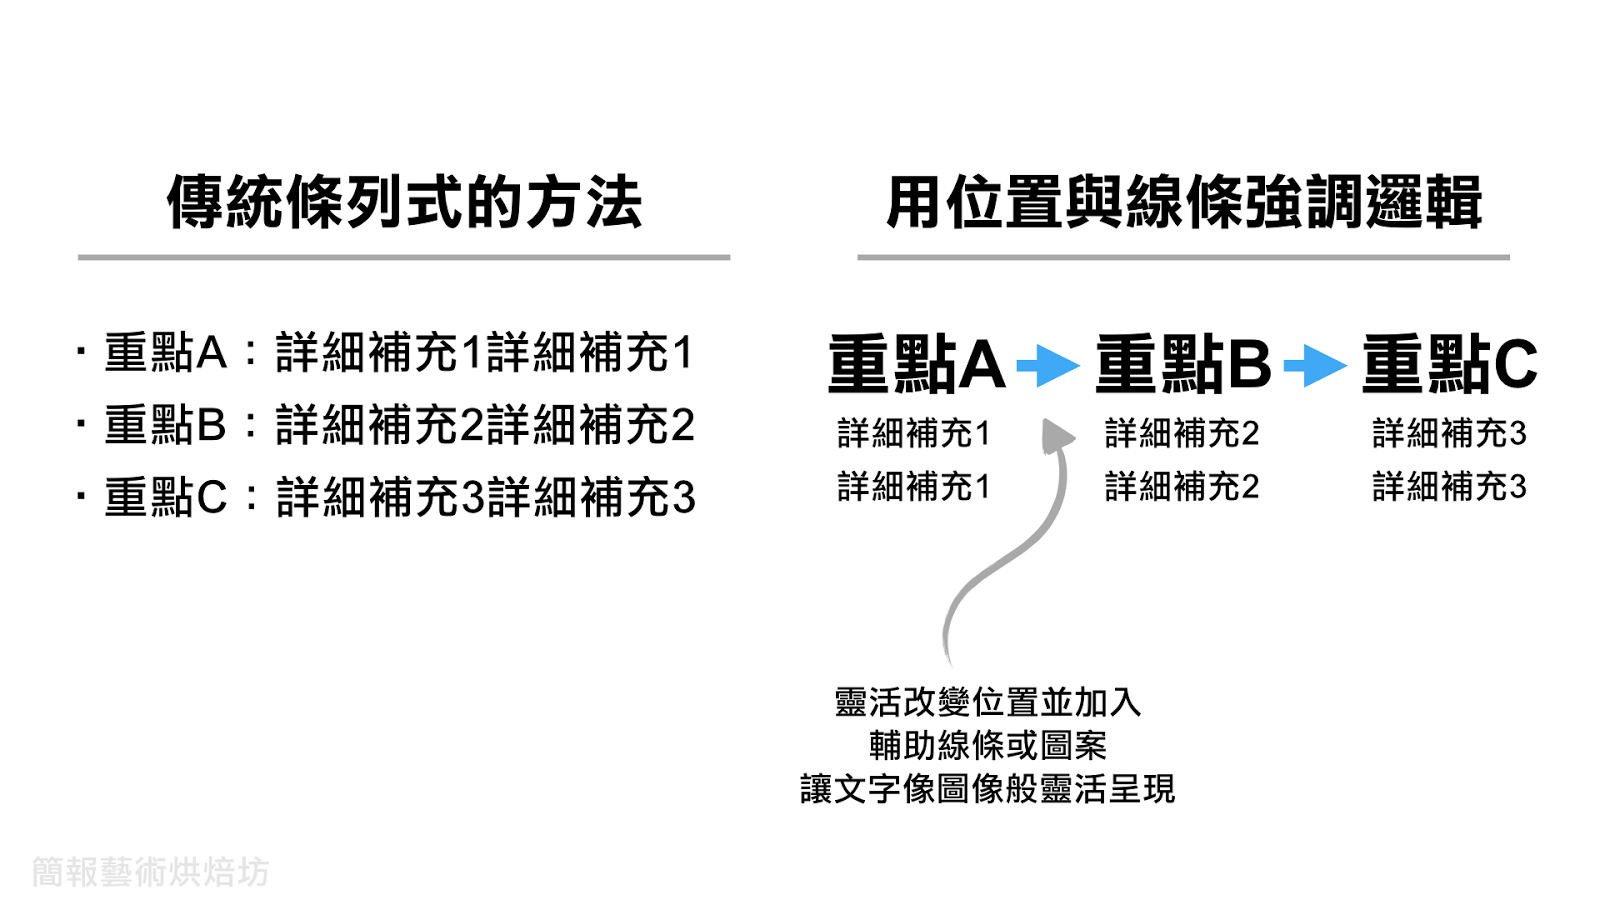 傳統條列式的方法
・重點A：詳細補充1詳細補充1
・重點B：詳細補充2詳細補充2
・重點C：詳細補充3詳細補充3
用位置與線條強調邏輯
重點A
重點B
重點C
詳細補充1
詳細補充2
詳細補充3
詳細補充1
詳細補充2
詳細補充3
靈活改變位置並加入
輔助線條或圖案
讓文字像圖像般靈活呈現
簡報藝術烘焙坊